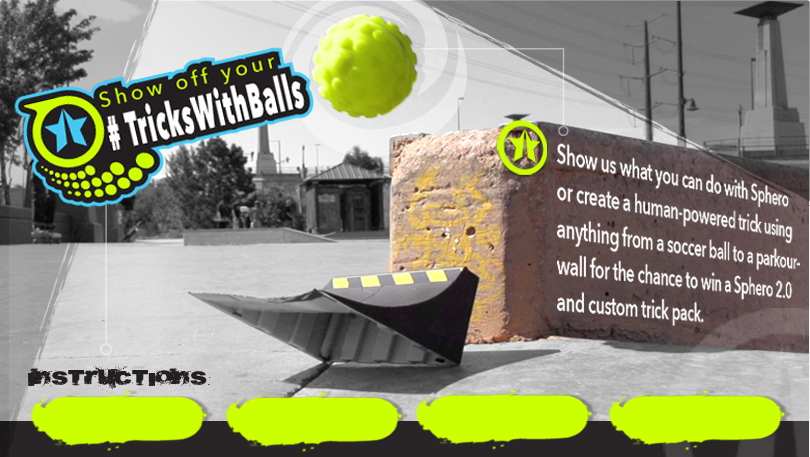 Show off your
# TricksWithBalls
Show us what you can do with Sphero
or create a human-powered trick using
anything from a soccer ball to a parkour-
wall for the chance to win a Sphero 2.0
and custom trick pack.
INSTRUCTIONS